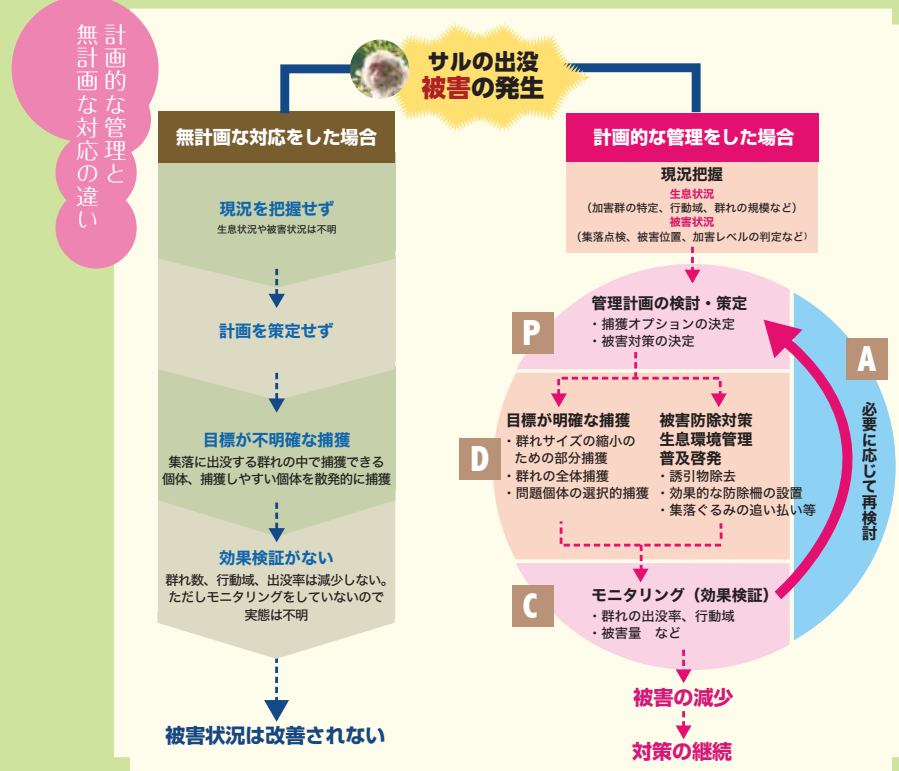 計画的な管理と
無計画な対応の違い
サルの出没
被害の発生
無計画な対応をした場合
現況を把握せず
生息状況や被害状況は不明
計画を策定せず
目標が不明確な捕獲
集落に出没する群れの中で捕獲できる
個体、捕獲しやすい個体を散発的に捕獲
効果検証がない
群れ数、行動域、出没率は減少しない。
ただしモニタリングをしていないので
実態は不明
被害状況は改善されない
計画的な管理をした場合
現況把握
生息状況
（加害群の特定、行動域、群れの規模など）
被害状況
（集落点検、被害位置、加害レベルの判定など）
P
管理計画の検討・策定
・捕獲オプションの決定
・被害対策の決定
D
目標が明確な捕獲
・群れサイズの縮小の
ための部分捕獲
・群れの全体捕獲
・問題個体の選択的捕獲
被害防除対策
生息環境管理
普及啓発
・誘引物除去
・効果的な防除柵の設置
・集落ぐるみの追い払い等
C
モニタリング（効果検証）
・群れの出没率、行動域
・被害量　など
A
必要に応じて再検討
被害の減少
対策の継続